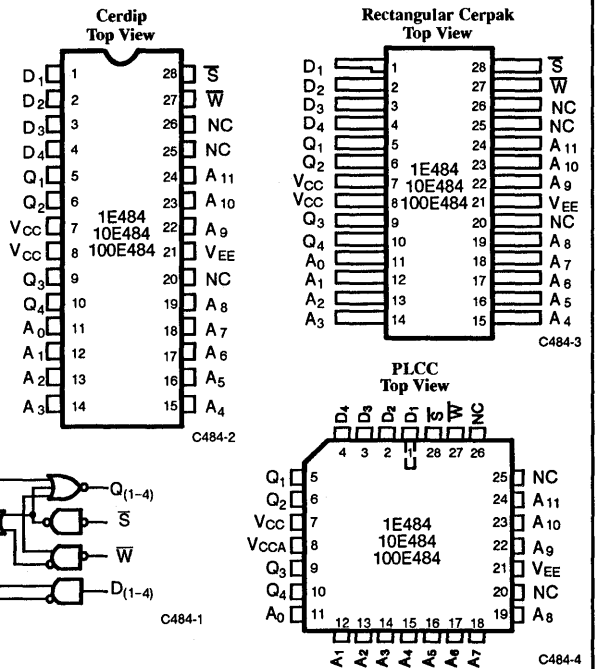 Cerdip
Top View
D1 1 28 S̅
D2 2 27 W̅
D3 3 26 NC
D4 4 25 NC
Q1 5 24 A11
Q2 6 23 A10
VCC 7 22 A9
VCC 8 21 VEE
Q3 9 20 NC
Q4 10 19 A8
A0 11 18 A7
A1 12 17 A6
A2 13 16 A5
A3 14 15 A4
1E484
10E484
100E484
C484-2
Rectangular Cerpak
Top View
D1 1 28 S̅
D2 2 27 W̅
D3 3 26 NC
D4 4 25 NC
Q1 5 24 A11
Q2 6 23 A10
VCC 7 22 A9
VCC 8 21 VEE
Q3 9 20 NC
Q4 10 19 A8
A0 11 18 A7
A1 12 17 A6
A2 13 16 A5
A3 14 15 A4
1E484
10E484
100E484
C484-3
Q(1-4)
S̅
W̅
D(1-4)
C484-1
PLCC
Top View
D4 D3 D2 D1 S̅ W̅ NC
4 3 2 1 28 27 26
Q1 5 25 NC
Q2 6 24 A11
VCC 7 23 A10
VCCA 8 22 A9
Q3 9 21 VEE
Q4 10 20 NC
A0 11 19 A8
1E484
10E484
100E484
12 13 14 15 16 17 18
A1 A2 A3 A4 A5 A6 A7
C484-4